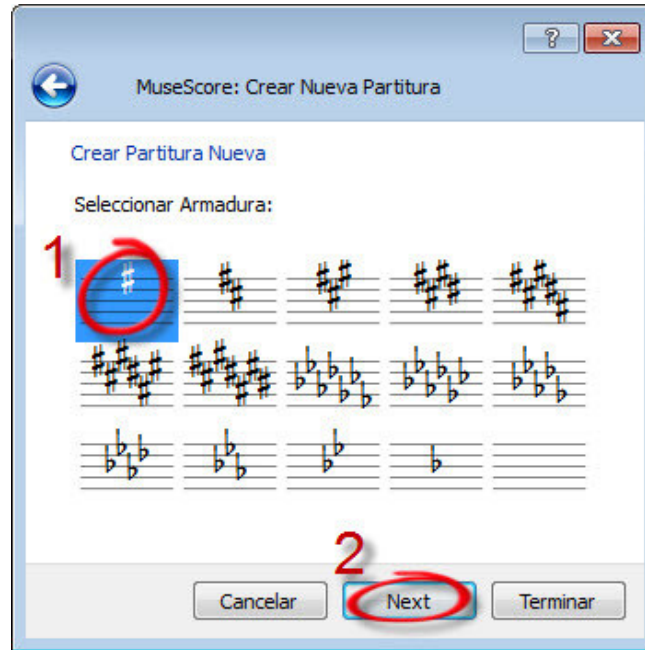 ?
MuseScore: Crear Nueva Partitura
Crear Partitura Nueva
Seleccionar Armadura:
1
2
Cancelar Next Terminar